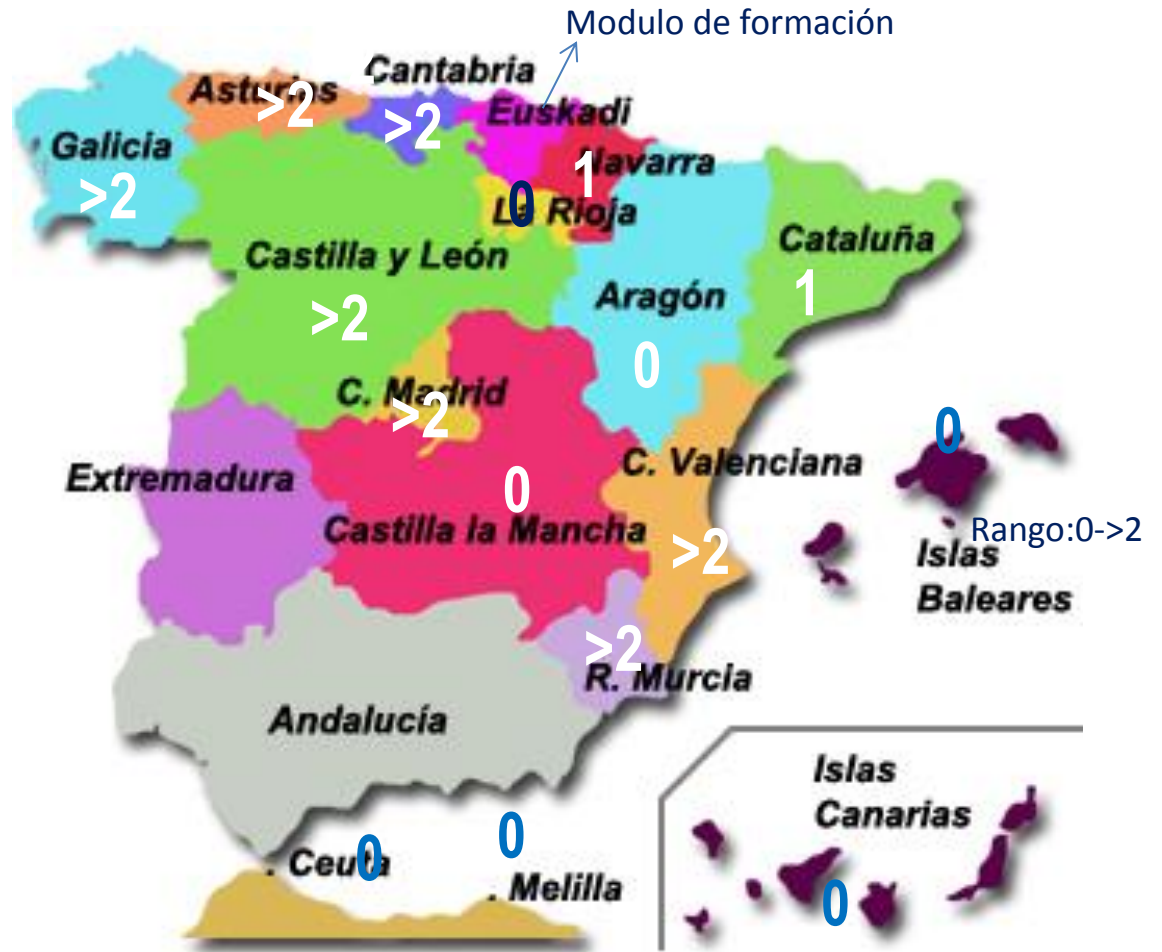 Modulo de formación
Cantabria
Asturias
>2
>2
Euskadi
Galicia
>2
Navarra
1
0
La Rioja
Castilla y León
>2
Cataluña
1
Aragón
0
C. Madrid
>2
0
Extremadura
C. Valenciana
0
Castilla la Mancha
>2
Rango:0->2
Islas
Baleares
>2
R. Murcia
Andalucía
Islas
Canarias
0
. Ceuta
0
. Melilla
0